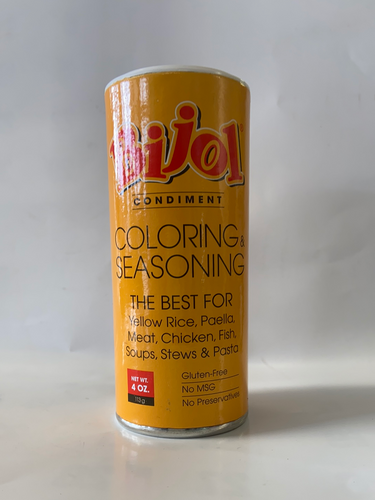 Bijol®
CONDIMENT
COLORING &
SEASONING
THE BEST FOR
Yellow Rice, Paella,
Meat, Chicken, Fish,
Soups, Stews & Pasta
NET WT.
4 OZ.
113g
Gluten-Free
No MSG
No Preservatives